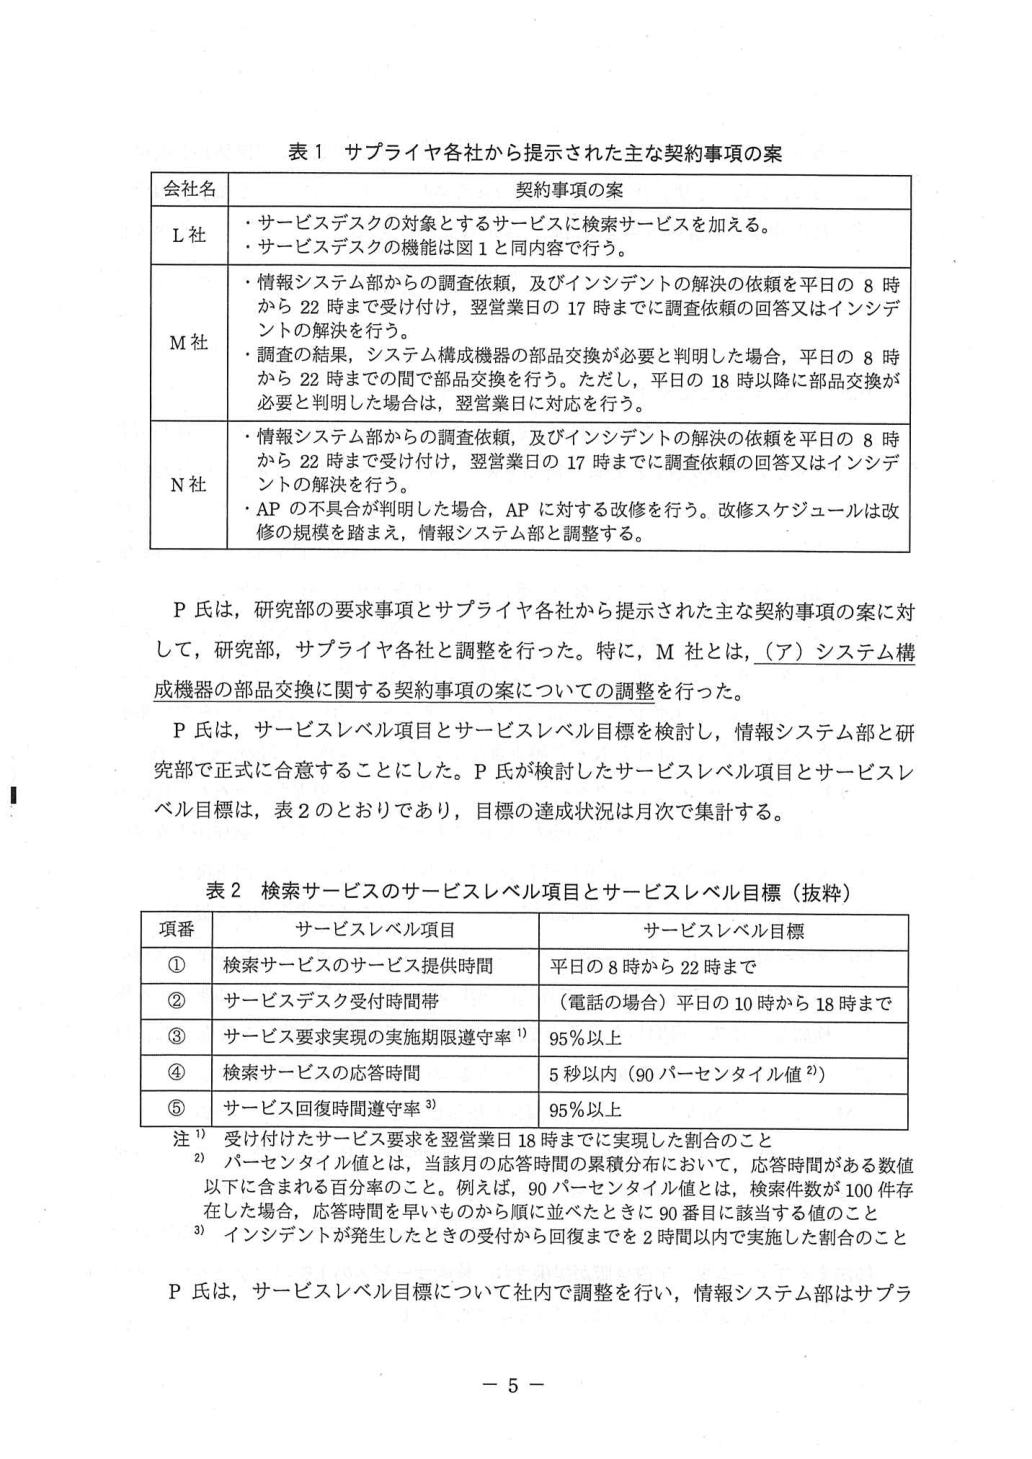 表1 サプライヤ各社から提示された主な契約事項の案
会社名 契約事項の案
L社
・サービスデスクの対象とするサービスに検索サービスを加える。
・サービスデスクの機能は図1と同内容で行う。
M社
・情報システム部からの調査依頼，及びインシデントの解決の依頼を平日の 8 時
から 22 時まで受け付け，翌営業日の 17 時までに調査依頼の回答又はインシデ
ントの解決を行う。
・調査の結果，システム構成機器の部品交換が必要と判明した場合，平日の 8 時
から 22 時までの間で部品交換を行う。ただし，平日の 18 時以降に部品交換が
必要と判明した場合は，翌営業日に対応を行う。
N社
・情報システム部からの調査依頼，及びインシデントの解決の依頼を平日の 8 時
から 22 時まで受け付け，翌営業日の 17 時までに調査依頼の回答又はインシデ
ントの解決を行う。
・AP の不具合が判明した場合，AP に対する改修を行う。改修スケジュールは改
修の規模を踏まえ，情報システム部と調整する。
P 氏は，研究部の要求事項とサプライヤ各社から提示された主な契約事項の案に対
して，研究部，サプライヤ各社と調整を行った。特に，M 社とは，（ア）システム構
成機器の部品交換に関する契約事項の案についての調整を行った。
P 氏は，サービスレベル項目とサービスレベル目標を検討し，情報システム部と研
究部で正式に合意することにした。P 氏が検討したサービスレベル項目とサービスレ
ベル目標は，表2のとおりであり，目標の達成状況は月次で集計する。
表2 検索サービスのサービスレベル項目とサービスレベル目標（抜粋）
項番 サービスレベル項目 サービスレベル目標
① 検索サービスのサービス提供時間 平日の8時から22時まで
② サービスデスク受付時間帯 （電話の場合）平日の10時から18時まで
③ サービス要求実現の実施期限遵守率 1) 95%以上
④ 検索サービスの応答時間 5秒以内（90パーセンタイル値 2)）
⑤ サービス回復時間遵守率 3) 95%以上
注 1) 受け付けたサービス要求を翌営業日18時までに実現した割合のこと
2) パーセンタイル値とは，当該月の応答時間の累積分布において，応答時間がある数値
以下に含まれる百分率のこと。例えば，90パーセンタイル値とは，検索件数が100件存
在した場合，応答時間を早いものから順に並べたときに90番目に該当する値のこと
3) インシデントが発生したときの受付から回復までを2時間以内で実施した割合のこと
P 氏は，サービスレベル目標について社内で調整を行い，情報システム部はサプラ
－ 5 －